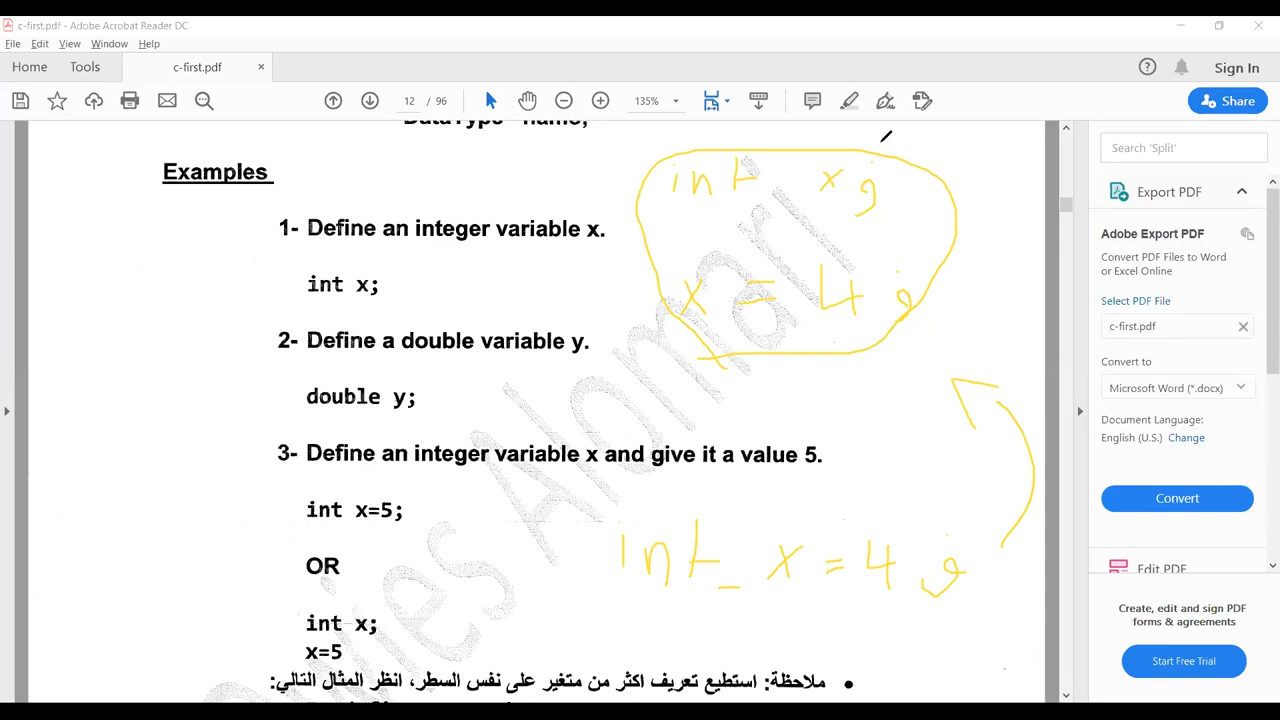 c-first.pdf - Adobe Acrobat Reader DC
File Edit View Window Help
Home Tools c-first.pdf × Sign In
12 / 96 135% Share
DataType name;
Examples
int x;
1- Define an integer variable x.
int x;
x = 4;
2- Define a double variable y.
double y;
3- Define an integer variable x and give it a value 5.
int x=5;
OR
int x = 4;
int x;
x=5
• ملاحظة: استطيع تعريف اكثر من متغير على نفس السطر، انظر المثال التالي:
Search 'Split'
Export PDF
Adobe Export PDF
Convert PDF Files to Word
or Excel Online
Select PDF File
c-first.pdf ×
Convert to
Microsoft Word (*.docx)
Document Language:
English (U.S.) Change
Convert
Edit PDF
Create, edit and sign PDF
forms & agreements
Start Free Trial